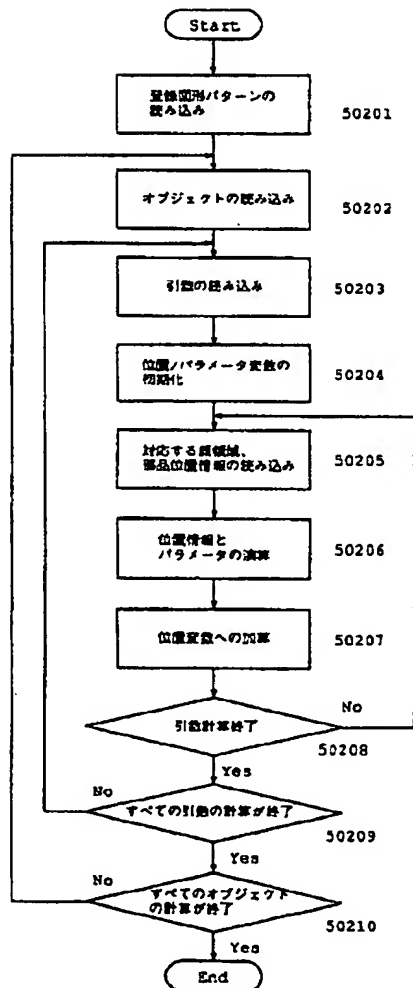 Start
登録図形パターンの
読み込み
50201
オブジェクトの読み込み
50202
引数の読み込み
50203
位置/パラメータ変数の
初期化
50204
対応する顔領域、
部品位置情報の読み込み
50205
位置情報と
パラメータの演算
50206
位置変数への加算
50207
引数計算終了
No
50208
Yes
No
すべての引数の計算が終了
50209
Yes
No
すべてのオブジェクト
の計算が終了
50210
Yes
End